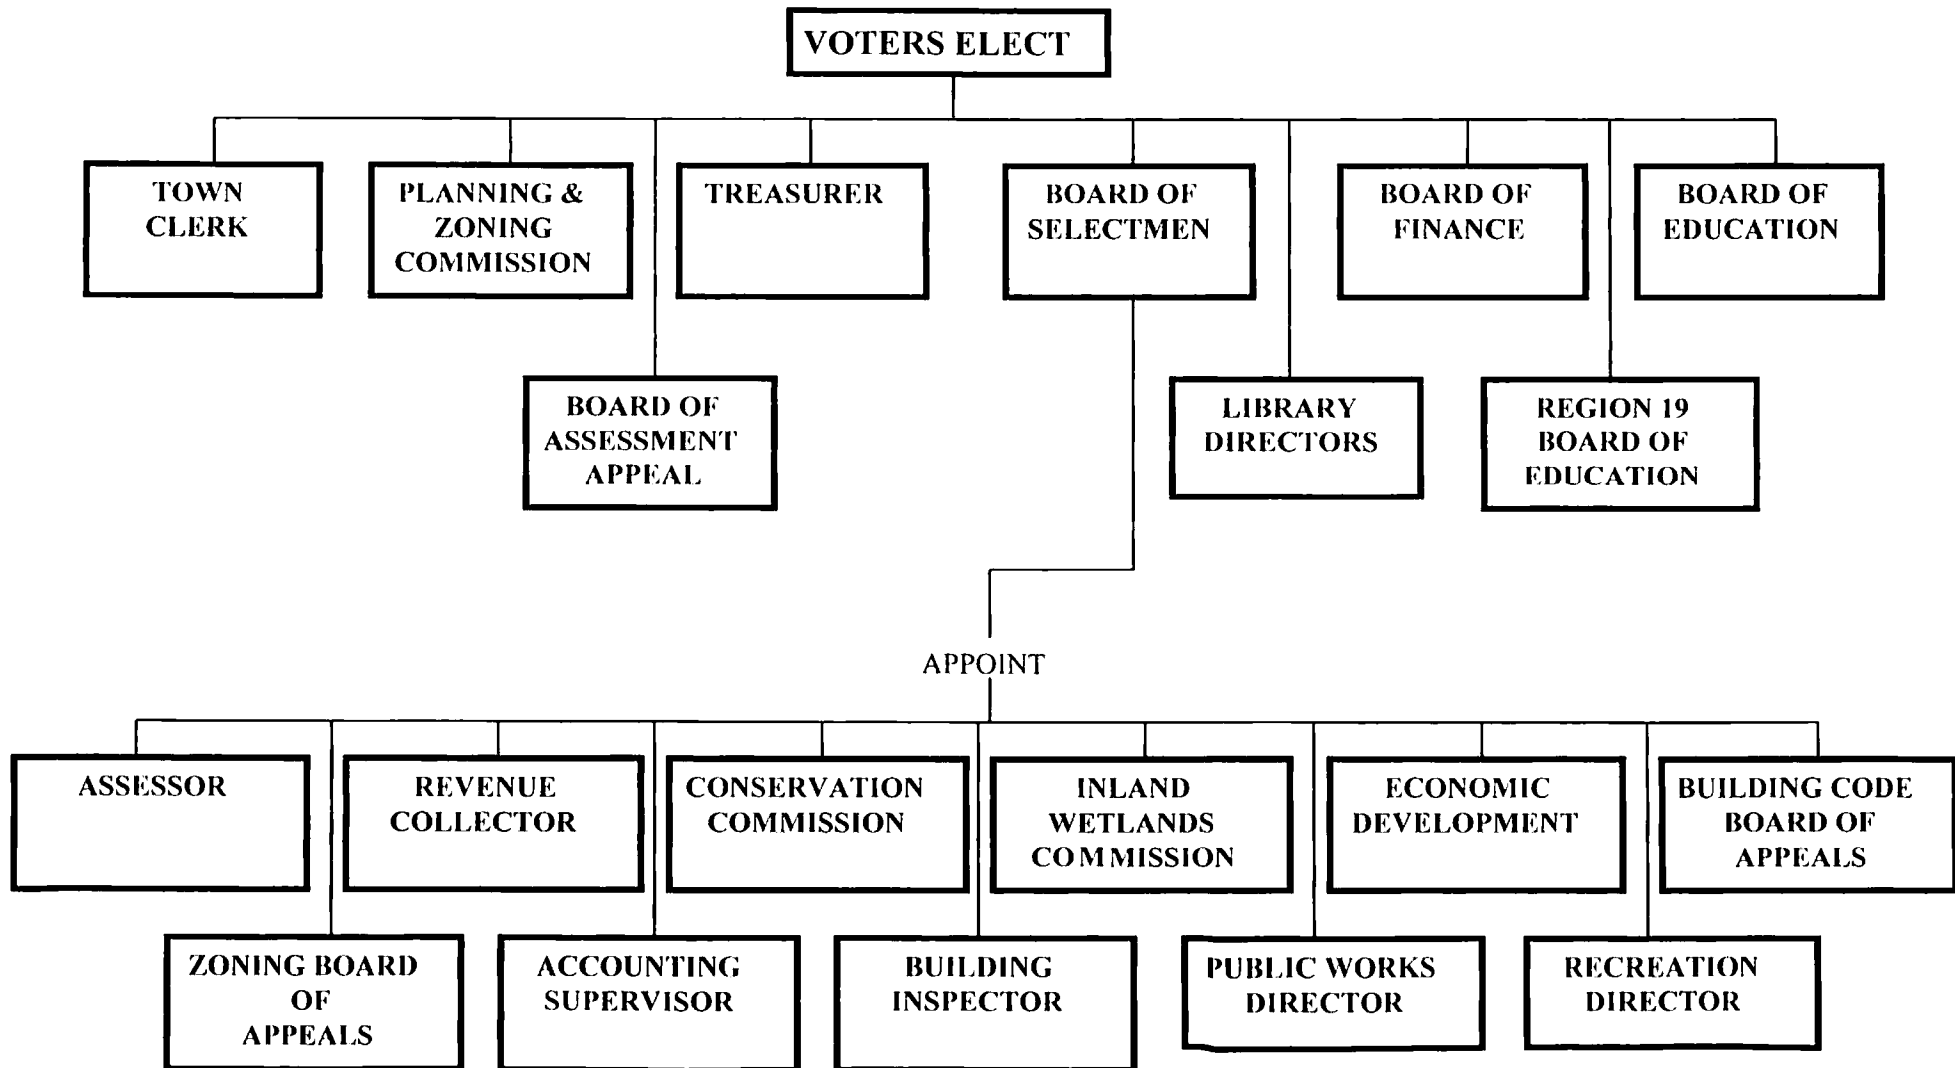 VOTERS ELECT
TOWN
CLERK
PLANNING &
ZONING
COMMISSION
TREASURER
BOARD OF
SELECTMEN
BOARD OF
FINANCE
BOARD OF
EDUCATION
BOARD OF
ASSESSMENT
APPEAL
LIBRARY
DIRECTORS
REGION 19
BOARD OF
EDUCATION
APPOINT
ASSESSOR
REVENUE
COLLECTOR
CONSERVATION
COMMISSION
INLAND
WETLANDS
COMMISSION
ECONOMIC
DEVELOPMENT
BUILDING CODE
BOARD OF
APPEALS
ZONING BOARD
OF
APPEALS
ACCOUNTING
SUPERVISOR
BUILDING
INSPECTOR
PUBLIC WORKS
DIRECTOR
RECREATION
DIRECTOR